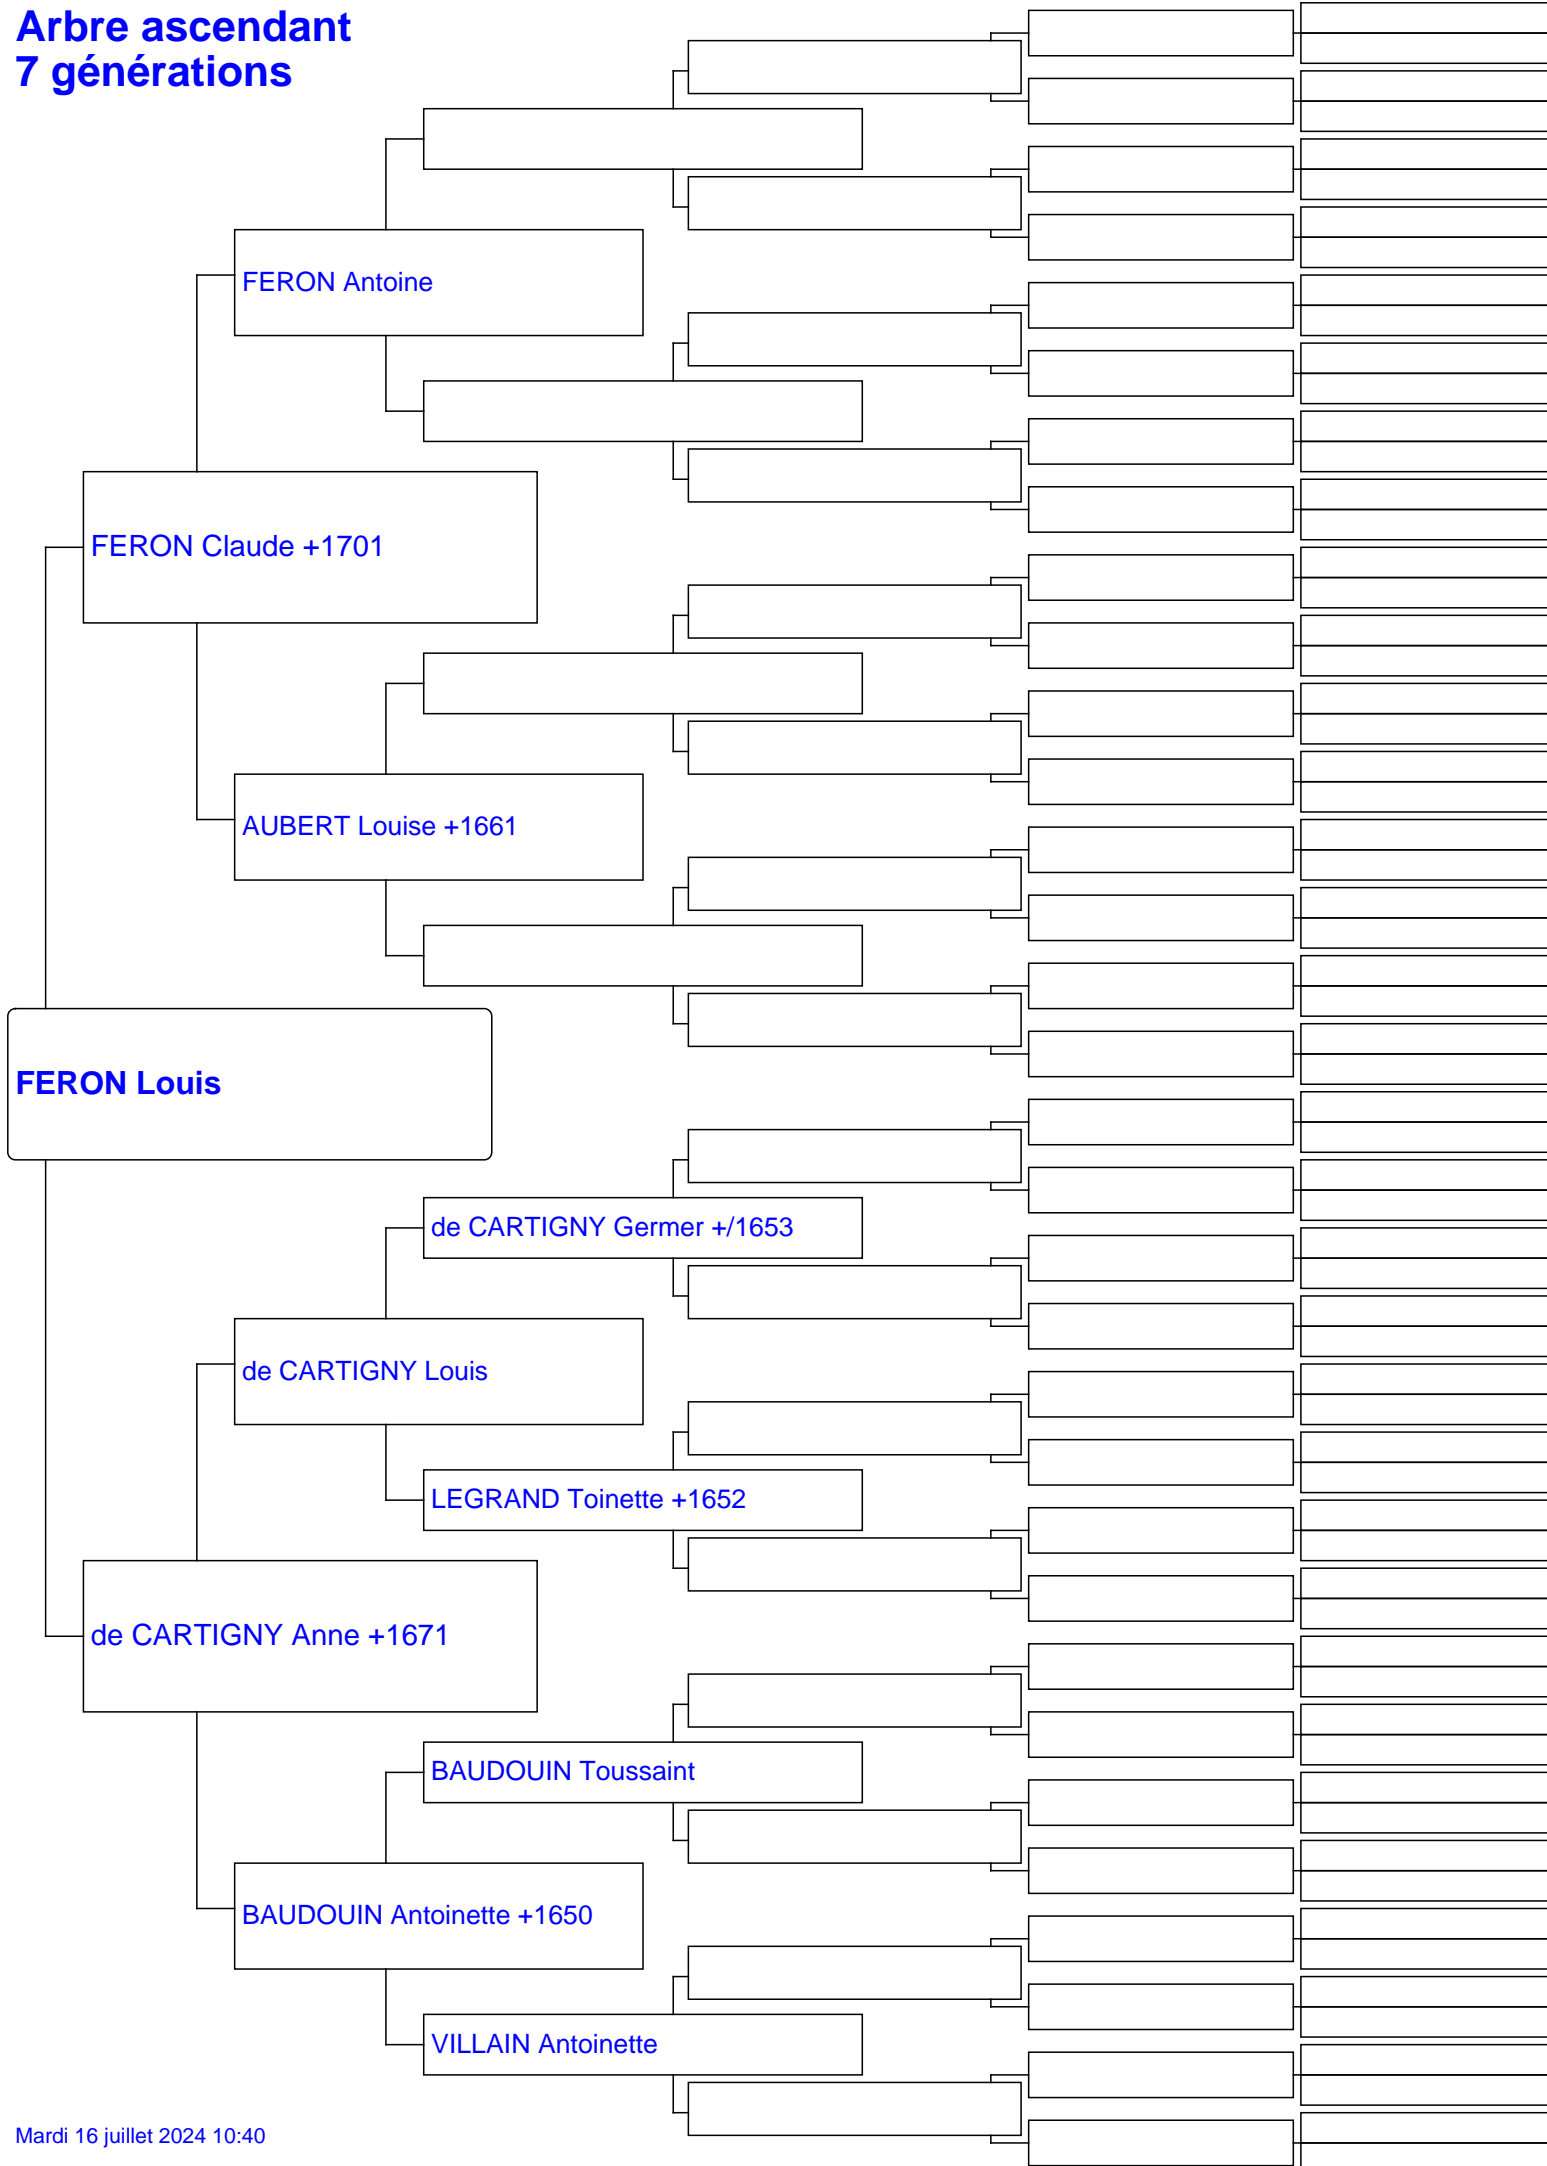 Arbre ascendant
7 générations
FERON Antoine
FERON Claude +1701
AUBERT Louise +1661
FERON Louis
de CARTIGNY Germer +/1653
de CARTIGNY Louis
LEGRAND Toinette +1652
de CARTIGNY Anne +1671
BAUDOUIN Toussaint
BAUDOUIN Antoinette +1650
VILLAIN Antoinette
Mardi 16 juillet 2024 10:40